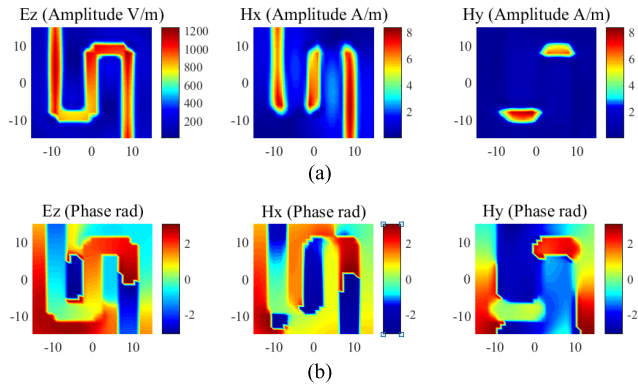 Ez (Amplitude V/m) Hx (Amplitude A/m) Hy (Amplitude A/m)
10 0 -10 1200 1000 800 600 400 200 10 0 -10 8 6 4 2 10 0 -10 8 6 4 2
-10 0 10 -10 0 10 -10 0 10
(a)
Ez (Phase rad) Hx (Phase rad) Hy (Phase rad)
10 0 -10 2 0 -2 10 0 -10 2 0 -2 10 0 -10 2 0 -2
-10 0 10 -10 0 10 -10 0 10
(b)